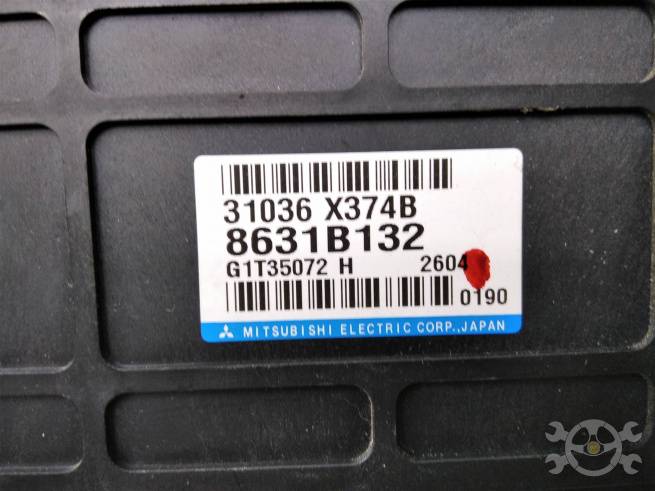 31036 X374B
8631B132
G1T35072 H 2604
0190
MITSUBISHI ELECTRIC CORP.,JAPAN